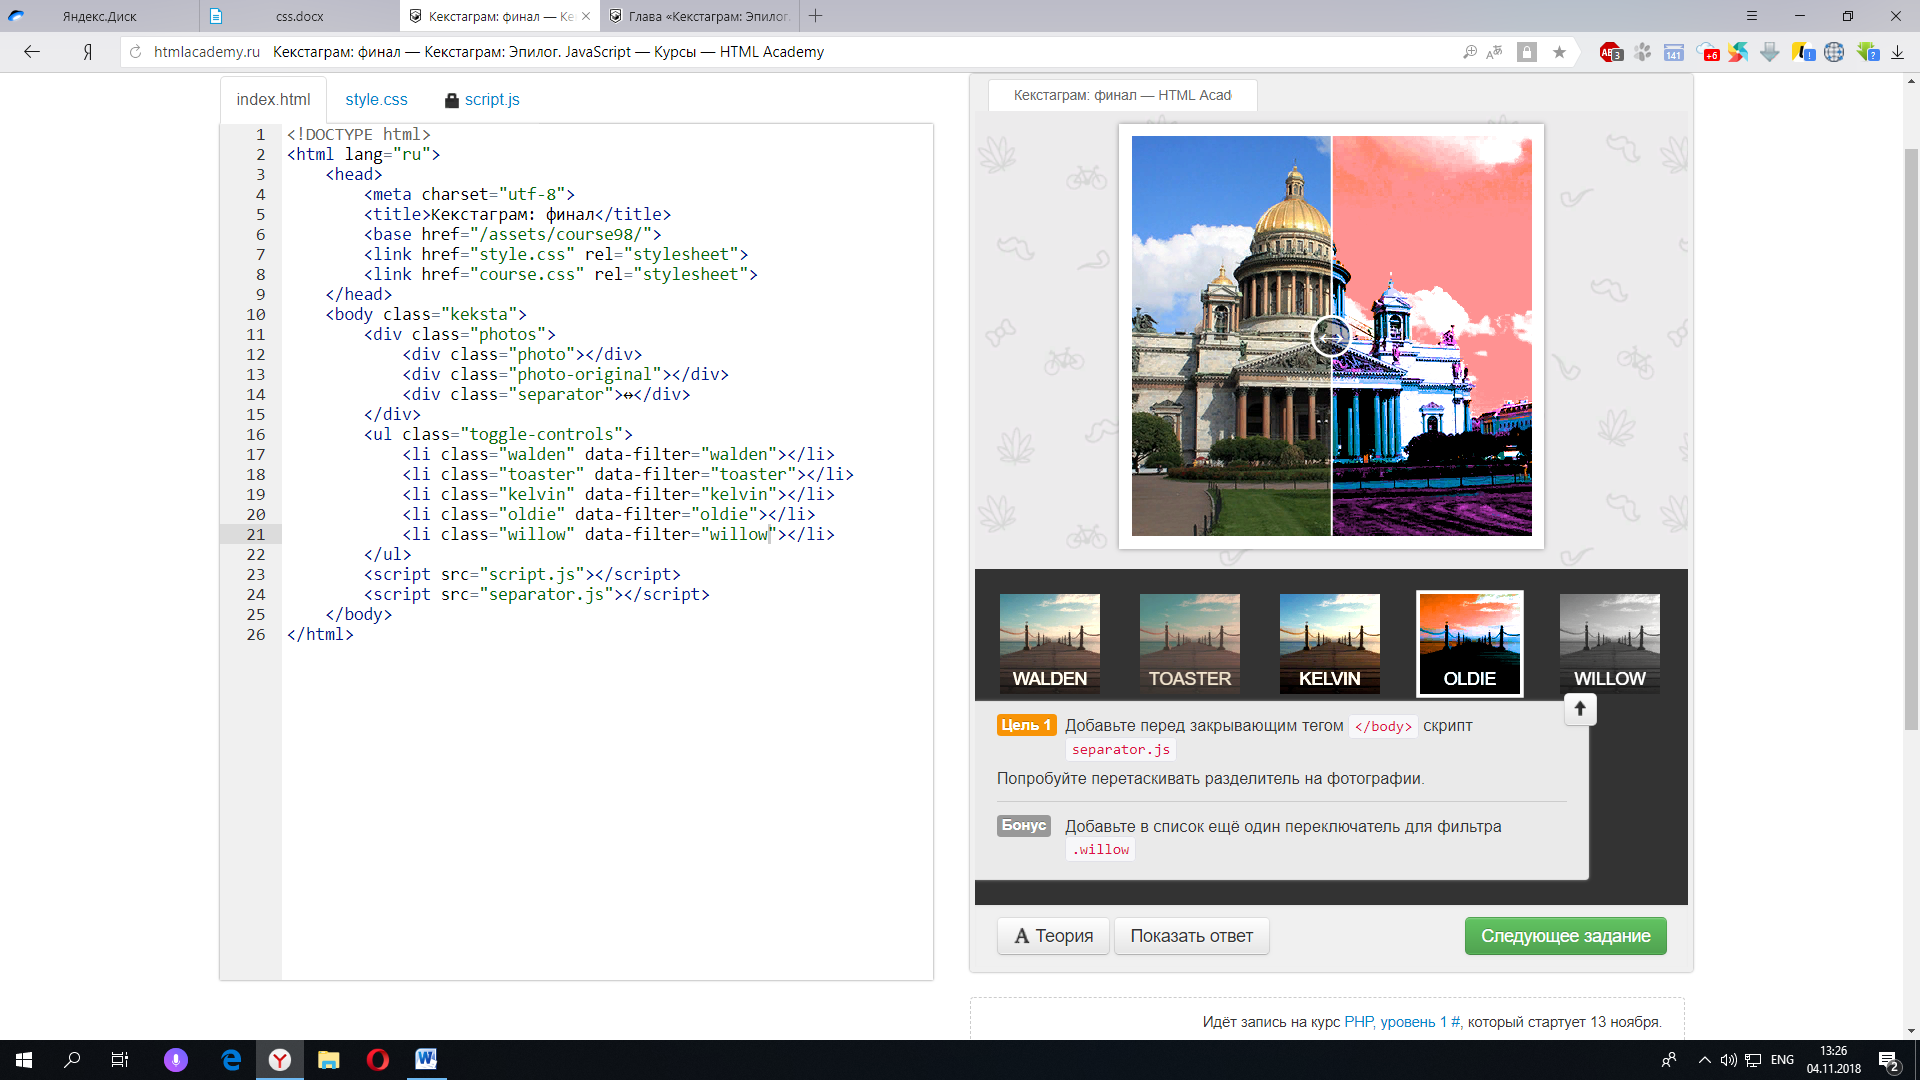 Яндекс.Диск
css.docx
Кекстаграм: финал — Ке
Глава «Кекстаграм: Эпилог.
Я
htmlacademy.ru Кекстаграм: финал — Кекстаграм: Эпилог. JavaScript — Курсы — HTML Academy
3
141
+6
!
?
index.html
style.css
script.js
1 <!DOCTYPE html>
2 <html lang="ru">
3 <head>
4 <meta charset="utf-8">
5 <title>Кекстаграм: финал</title>
6 <base href="/assets/course98/">
7 <link href="style.css" rel="stylesheet">
8 <link href="course.css" rel="stylesheet">
9 </head>
10 <body class="keksta">
11 <div class="photos">
12 <div class="photo"></div>
13 <div class="photo-original"></div>
14 <div class="separator">↔</div>
15 </div>
16 <ul class="toggle-controls">
17 <li class="walden" data-filter="walden"></li>
18 <li class="toaster" data-filter="toaster"></li>
19 <li class="kelvin" data-filter="kelvin"></li>
20 <li class="oldie" data-filter="oldie"></li>
21 <li class="willow" data-filter="willow"></li>
22 </ul>
23 <script src="script.js"></script>
24 <script src="separator.js"></script>
25 </body>
26 </html>
Кекстаграм: финал — HTML Acad
WALDEN
TOASTER
KELVIN
OLDIE
WILLOW
Цель 1 Добавьте перед закрывающим тегом </body> скрипт
separator.js
Попробуйте перетаскивать разделитель на фотографии.
Бонус Добавьте в список ещё один переключатель для фильтра
.willow
A Теория
Показать ответ
Следующее задание
Идёт запись на курс PHP, уровень 1 #, который стартует 13 ноября.
ENG
13:26
04.11.2018
2